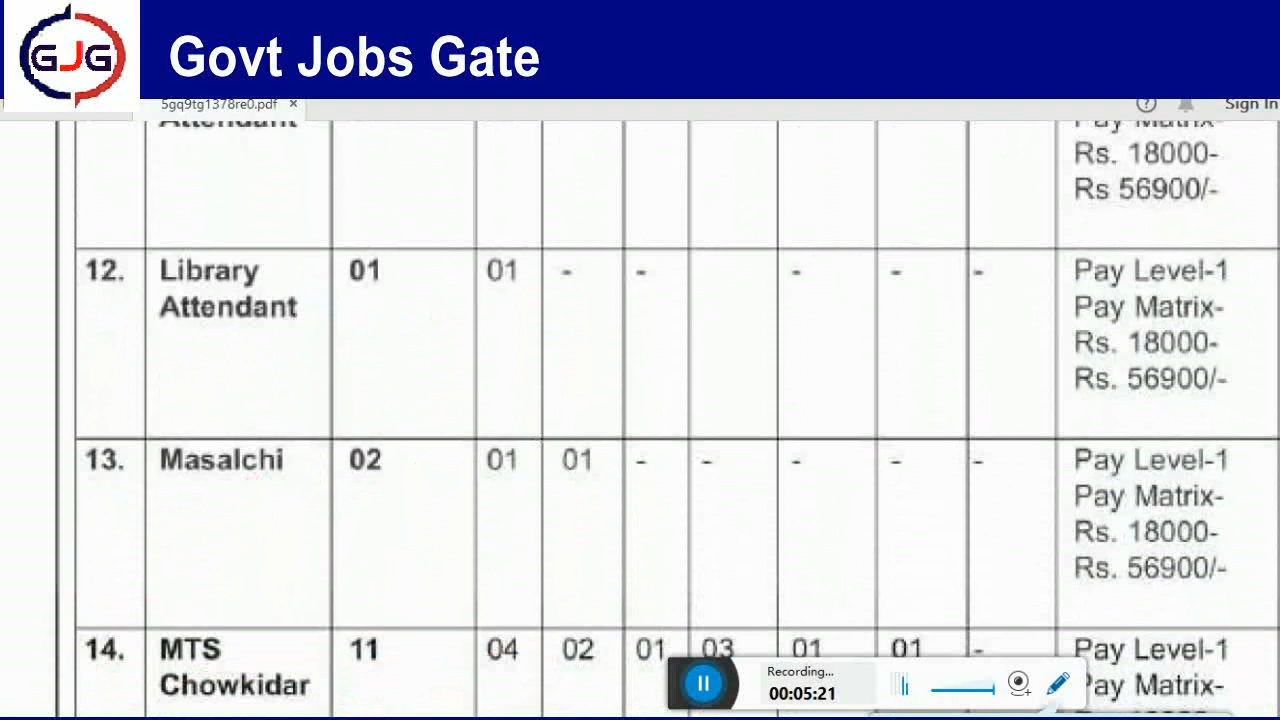 GJG Govt Jobs Gate
5gq9tg1378re0.pdf × ? Sign In
Attendant Pay Matrix-
Rs. 18000-
Rs 56900/-
12. Library 01 01 - - - - - Pay Level-1
Attendant Pay Matrix-
Rs. 18000-
Rs. 56900/-
13. Masalchi 02 01 01 - - - - - Pay Level-1
Pay Matrix-
Rs. 18000-
Rs. 56900/-
14. MTS 11 04 02 01 03 01 01 - Pay Level-1
Chowkidar Pay Matrix-
Recording...
00:05:21